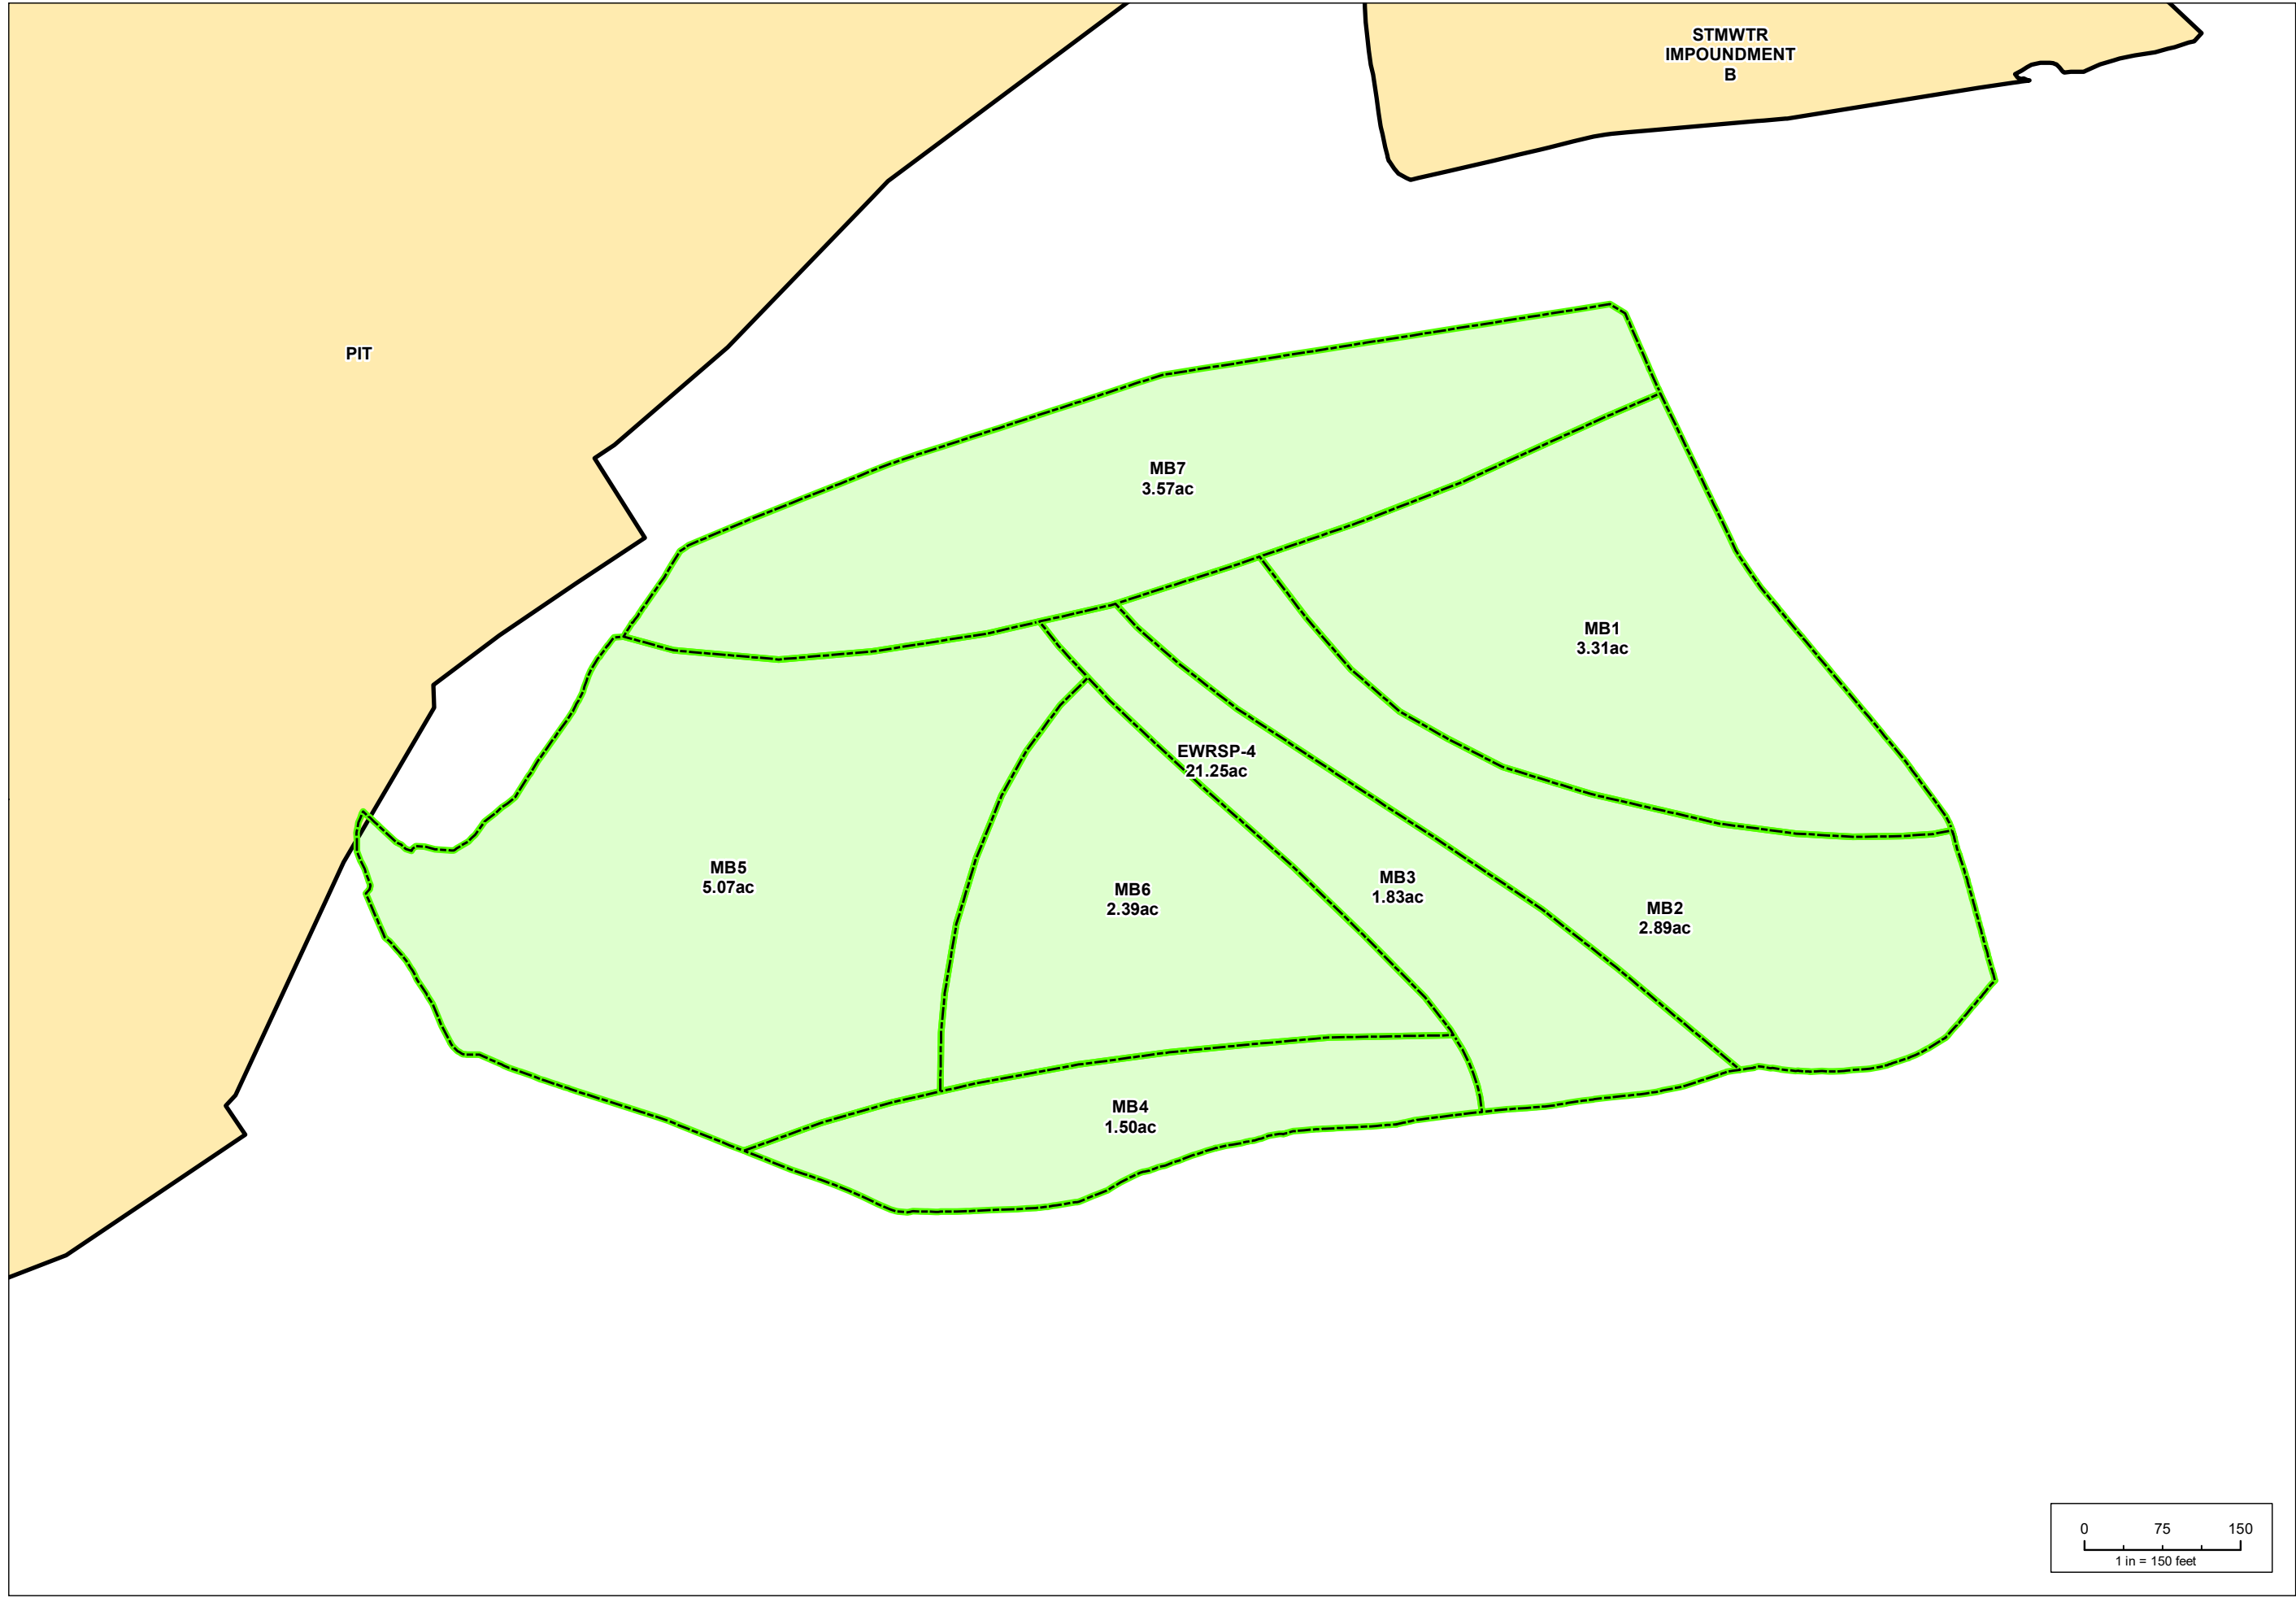 STMWTR
IMPOUNDMENT
B
PIT
MB7
3.57ac
MB1
3.31ac
EWRSP-4
21.25ac
MB5
5.07ac
MB6
2.39ac
MB3
1.83ac
MB2
2.89ac
MB4
1.50ac
0 75 150
1 in = 150 feet